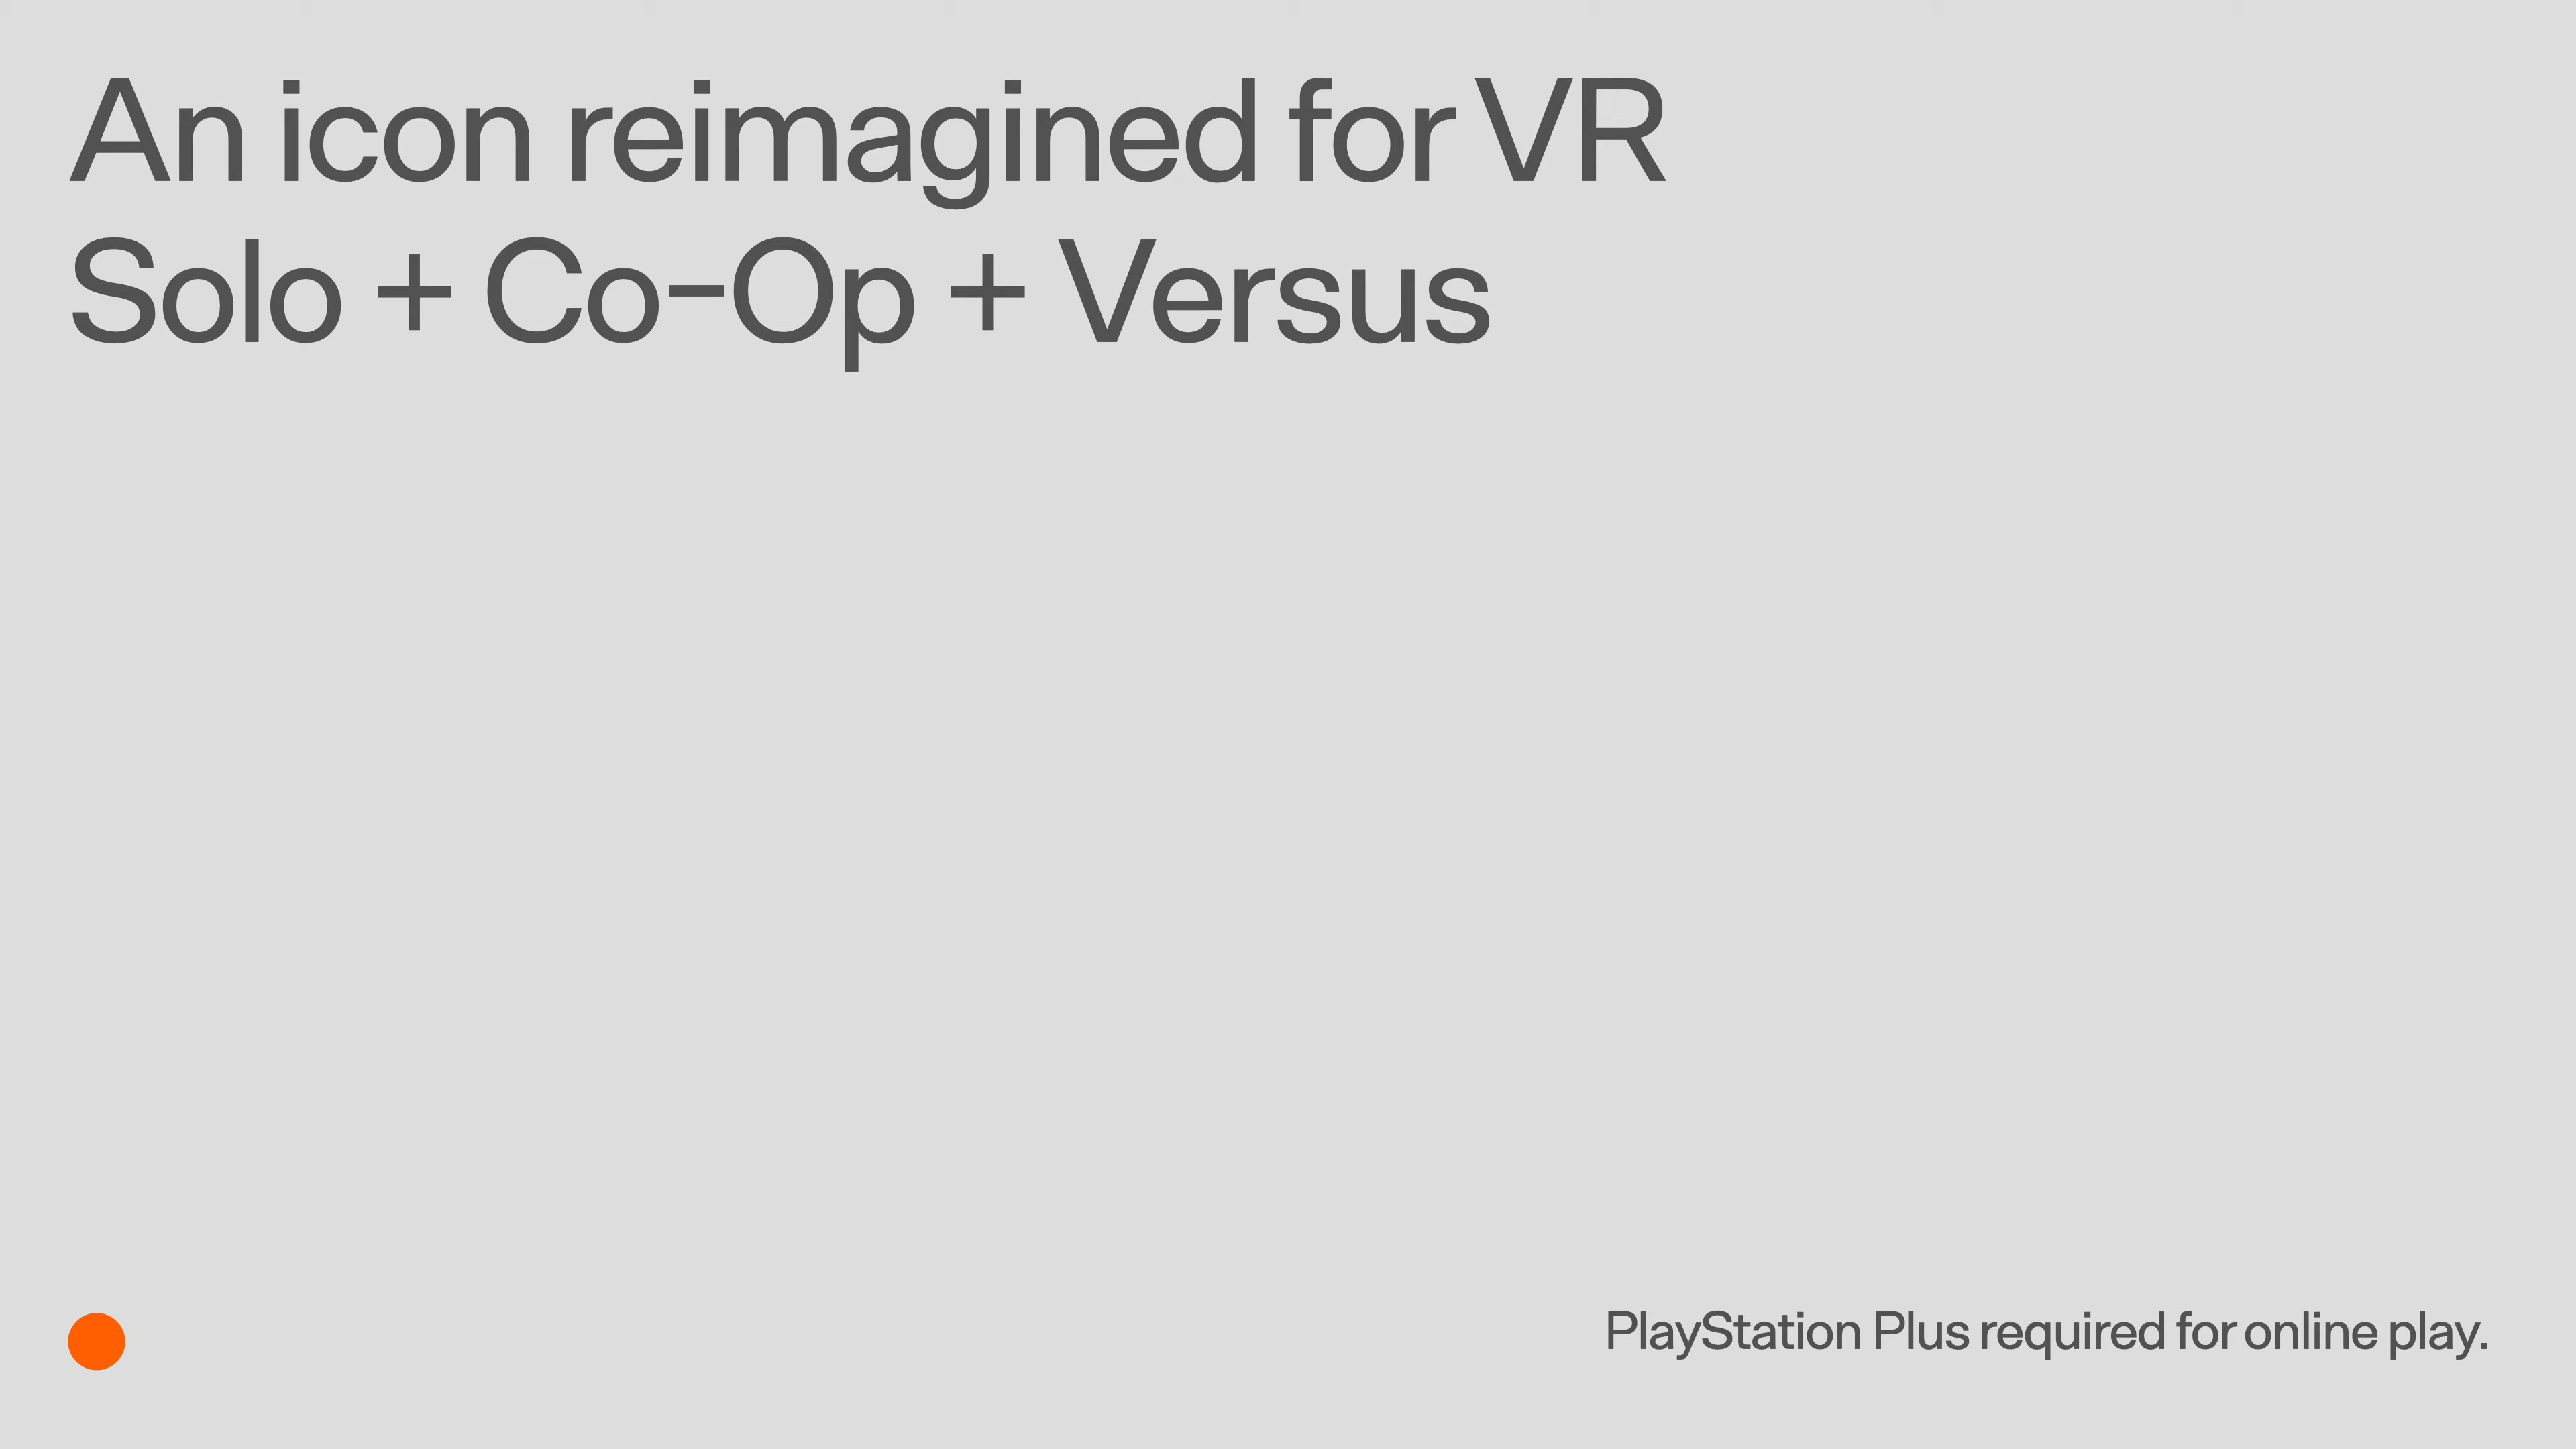 An icon reimagined for VR
Solo + Co-Op + Versus
PlayStation Plus required for online play.